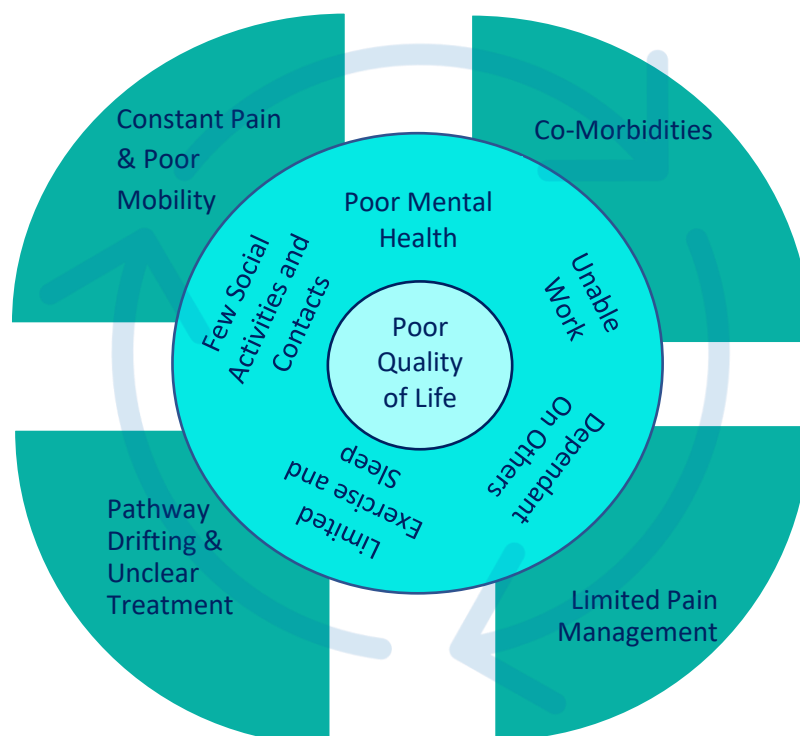 Constant Pain
& Poor
Mobility
Co-Morbidities
Poor Mental
Health
Unable
Work
Few Social
Activities and
Contacts
Poor
Quality
of Life
Dependant
On Others
Limited
Exercise and
Sleep
Pathway
Drifting &
Unclear
Treatment
Limited Pain
Management